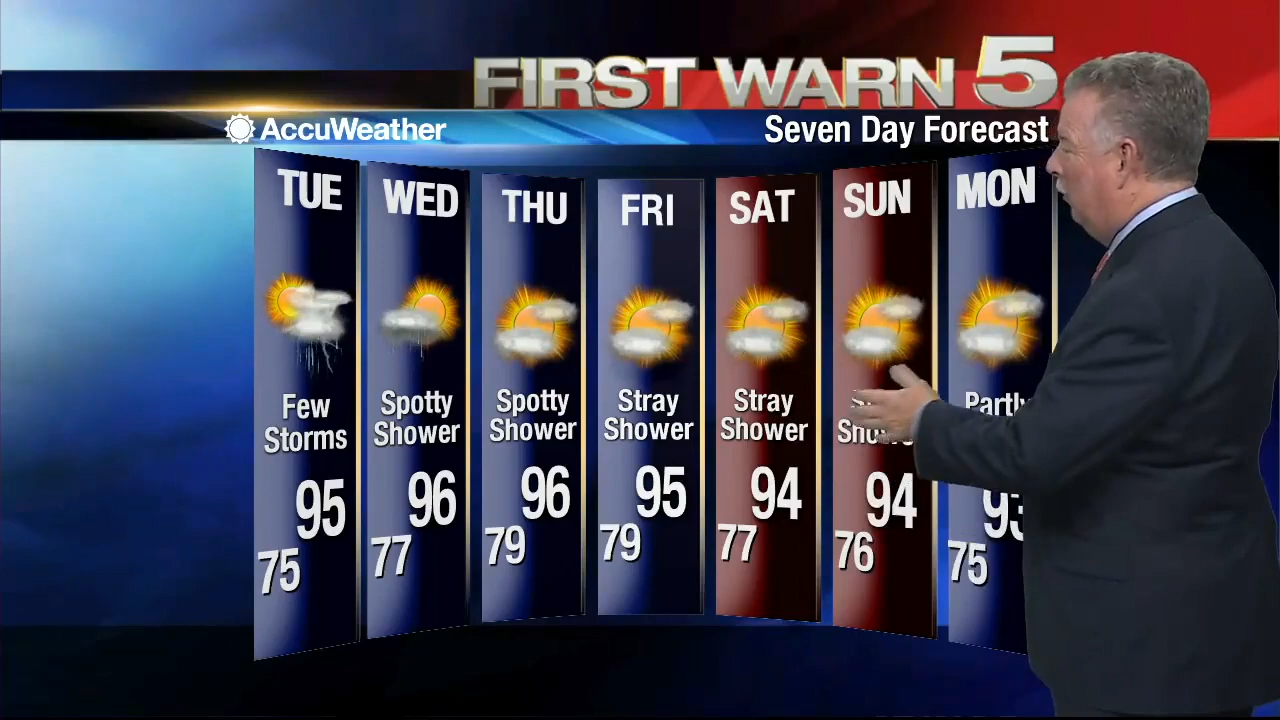 FIRST WARN 5
AccuWeather
Seven Day Forecast
TUE
Few
Storms
95
75
WED
Spotty
Shower
96
77
THU
Spotty
Shower
96
79
FRI
Stray
Shower
95
79
SAT
Stray
Shower
94
77
SUN
94
76
MON
Partly
93
75